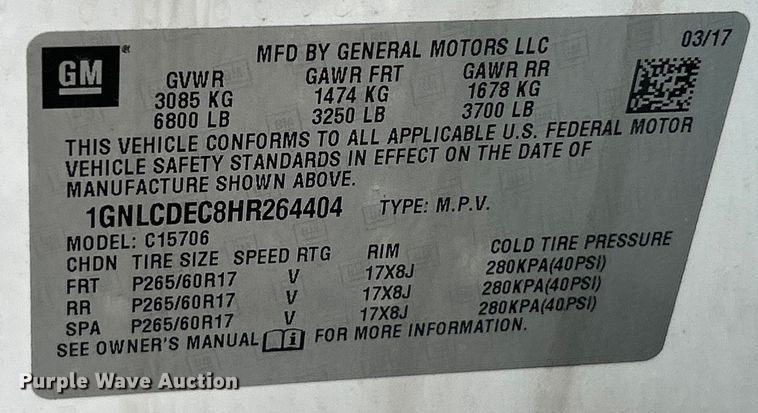 GM ®
MFD BY GENERAL MOTORS LLC 03/17
GVWR GAWR FRT GAWR RR
3085 KG 1474 KG 1678 KG
6800 LB 3250 LB 3700 LB
THIS VEHICLE CONFORMS TO ALL APPLICABLE U.S. FEDERAL MOTOR
VEHICLE SAFETY STANDARDS IN EFFECT ON THE DATE OF
MANUFACTURE SHOWN ABOVE.
1GNLCDEC8HR264404 TYPE: M.P.V.
MODEL: C15706
CHDN TIRE SIZE SPEED RTG RIM COLD TIRE PRESSURE
FRT P265/60R17 V 17X8J 280KPA(40PSI)
RR P265/60R17 V 17X8J 280KPA(40PSI)
SPA P265/60R17 V 17X8J 280KPA(40PSI)
SEE OWNER'S MANUAL i FOR MORE INFORMATION.
Purple Wave Auction